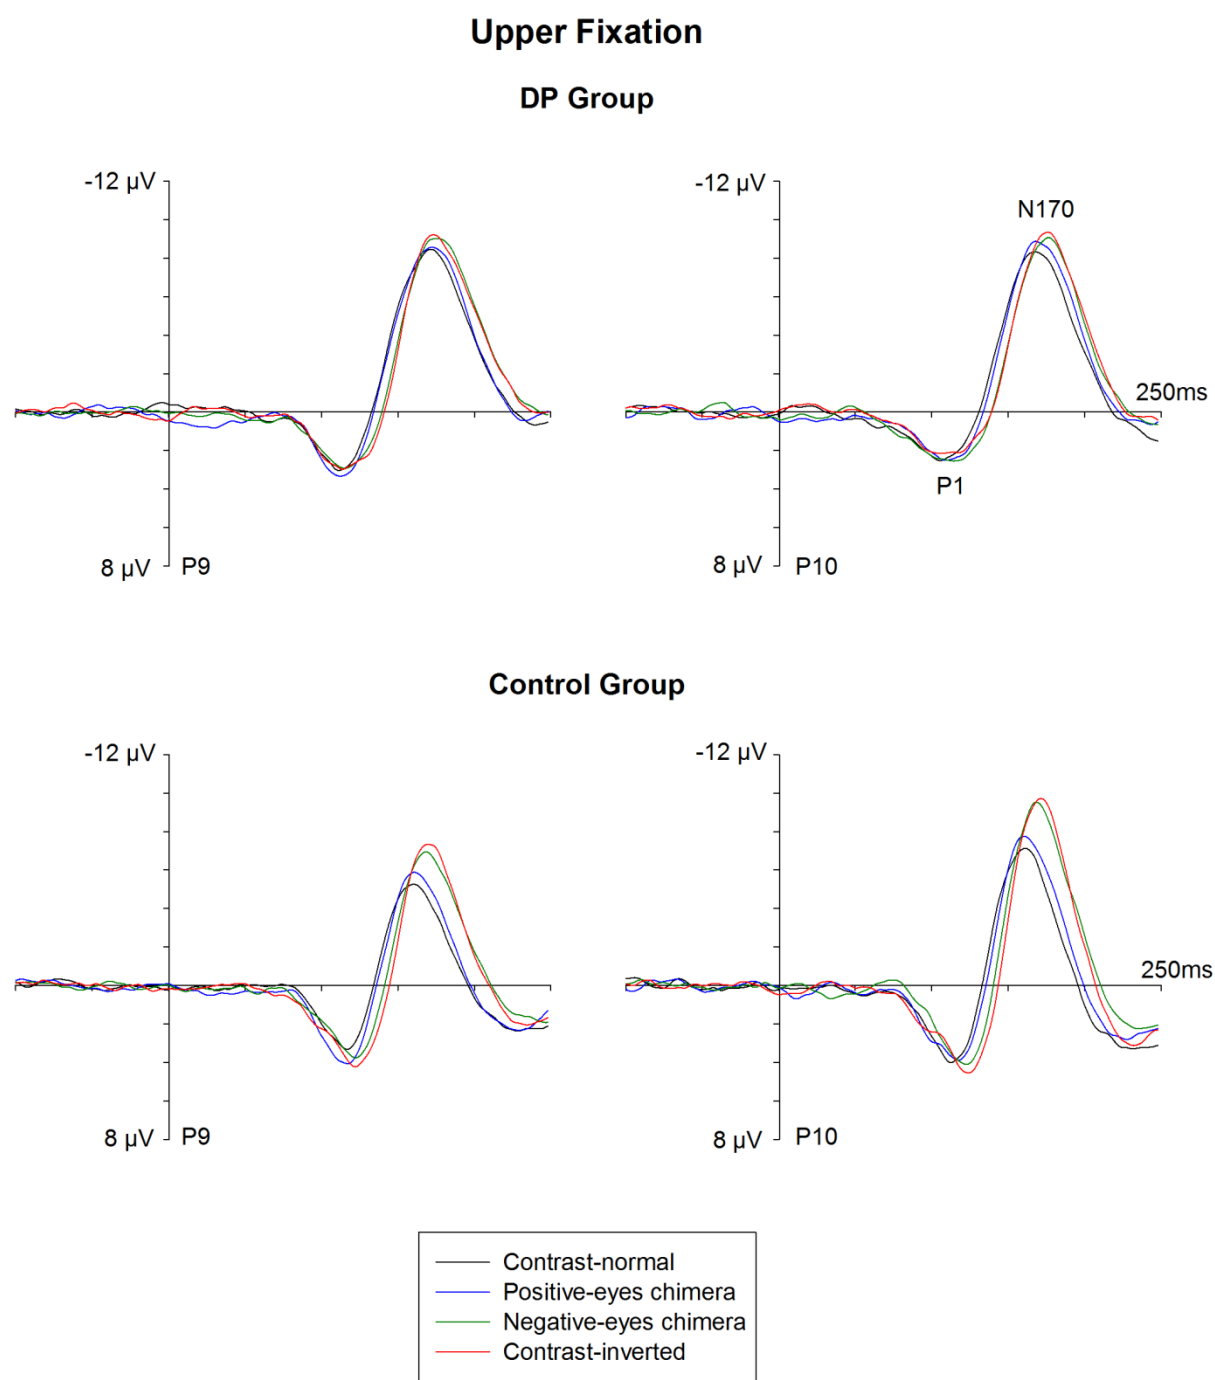 Upper Fixation
DP Group
-12 µV
-12 µV
N170
250ms
P1
8 µV P9
8 µV P10
Control Group
-12 µV
-12 µV
250ms
8 µV P9
8 µV P10
Contrast-normal
Positive-eyes chimera
Negative-eyes chimera
Contrast-inverted